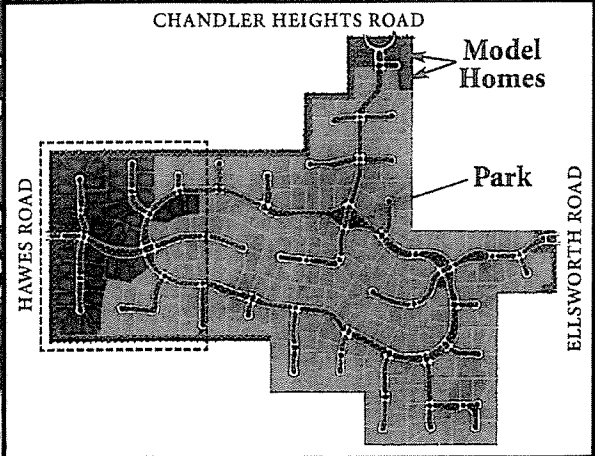 CHANDLER HEIGHTS ROAD
Model
Homes
Park
HAWES ROAD
ELLSWORTH ROAD